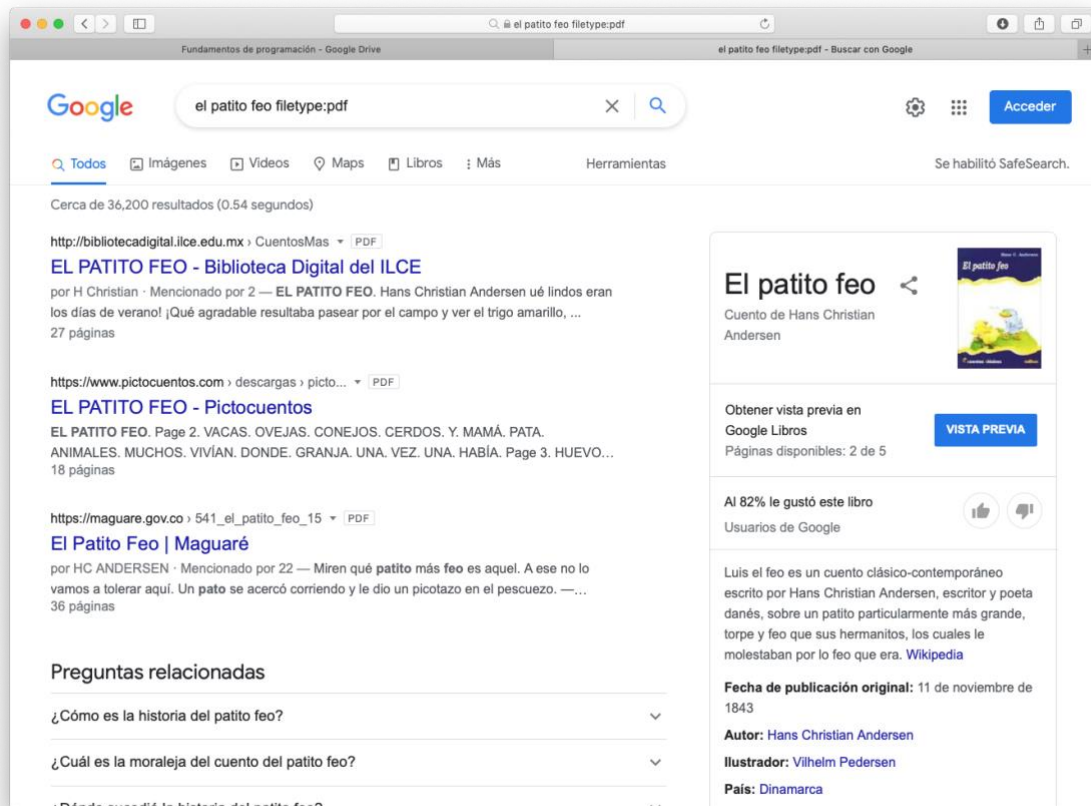 el patito feo filetype:pdf
Fundamentos de programación - Google Drive
el patito feo filetype:pdf - Buscar con Google
Google
el patito feo filetype:pdf
Acceder
Todos Imágenes Videos Maps Libros Más Herramientas Se habilitó SafeSearch.
Cerca de 36,200 resultados (0.54 segundos)
http://bibliotecadigital.ilce.edu.mx › CuentosMas PDF
EL PATITO FEO - Biblioteca Digital del ILCE
por H Christian · Mencionado por 2 — EL PATITO FEO. Hans Christian Andersen ué lindos eran
los días de verano! ¡Qué agradable resultaba pasear por el campo y ver el trigo amarillo, ...
27 páginas
https://www.pictocuentos.com › descargas › picto... PDF
EL PATITO FEO - Pictocuentos
EL PATITO FEO. Page 2. VACAS. OVEJAS. CONEJOS. CERDOS. Y. MAMÁ. PATA.
ANIMALES. MUCHOS. VIVÍAN. DONDE. GRANJA. UNA. VEZ. UNA. HABÍA. Page 3. HUEVO...
18 páginas
https://maguare.gov.co › 541_el_patito_feo_15 PDF
El Patito Feo | Maguaré
por HC ANDERSEN · Mencionado por 22 — Miren qué patito más feo es aquel. A ese no lo
vamos a tolerar aquí. Un pato se acercó corriendo y le dio un picotazo en el pescuezo. —...
36 páginas
Preguntas relacionadas
¿Cómo es la historia del patito feo?
¿Cuál es la moraleja del cuento del patito feo?
¿Dónde sucedió la historia del patito feo?
El patito feo
Cuento de Hans Christian
Andersen
El patito feo
Obtener vista previa en
Google Libros
Páginas disponibles: 2 de 5
VISTA PREVIA
Al 82% le gustó este libro
Usuarios de Google
Luis el feo es un cuento clásico-contemporáneo
escrito por Hans Christian Andersen, escritor y poeta
danés, sobre un patito particularmente más grande,
torpe y feo que sus hermanitos, los cuales le
molestaban por lo feo que era. Wikipedia
Fecha de publicación original: 11 de noviembre de
1843
Autor: Hans Christian Andersen
Ilustrador: Vilhelm Pedersen
País: Dinamarca